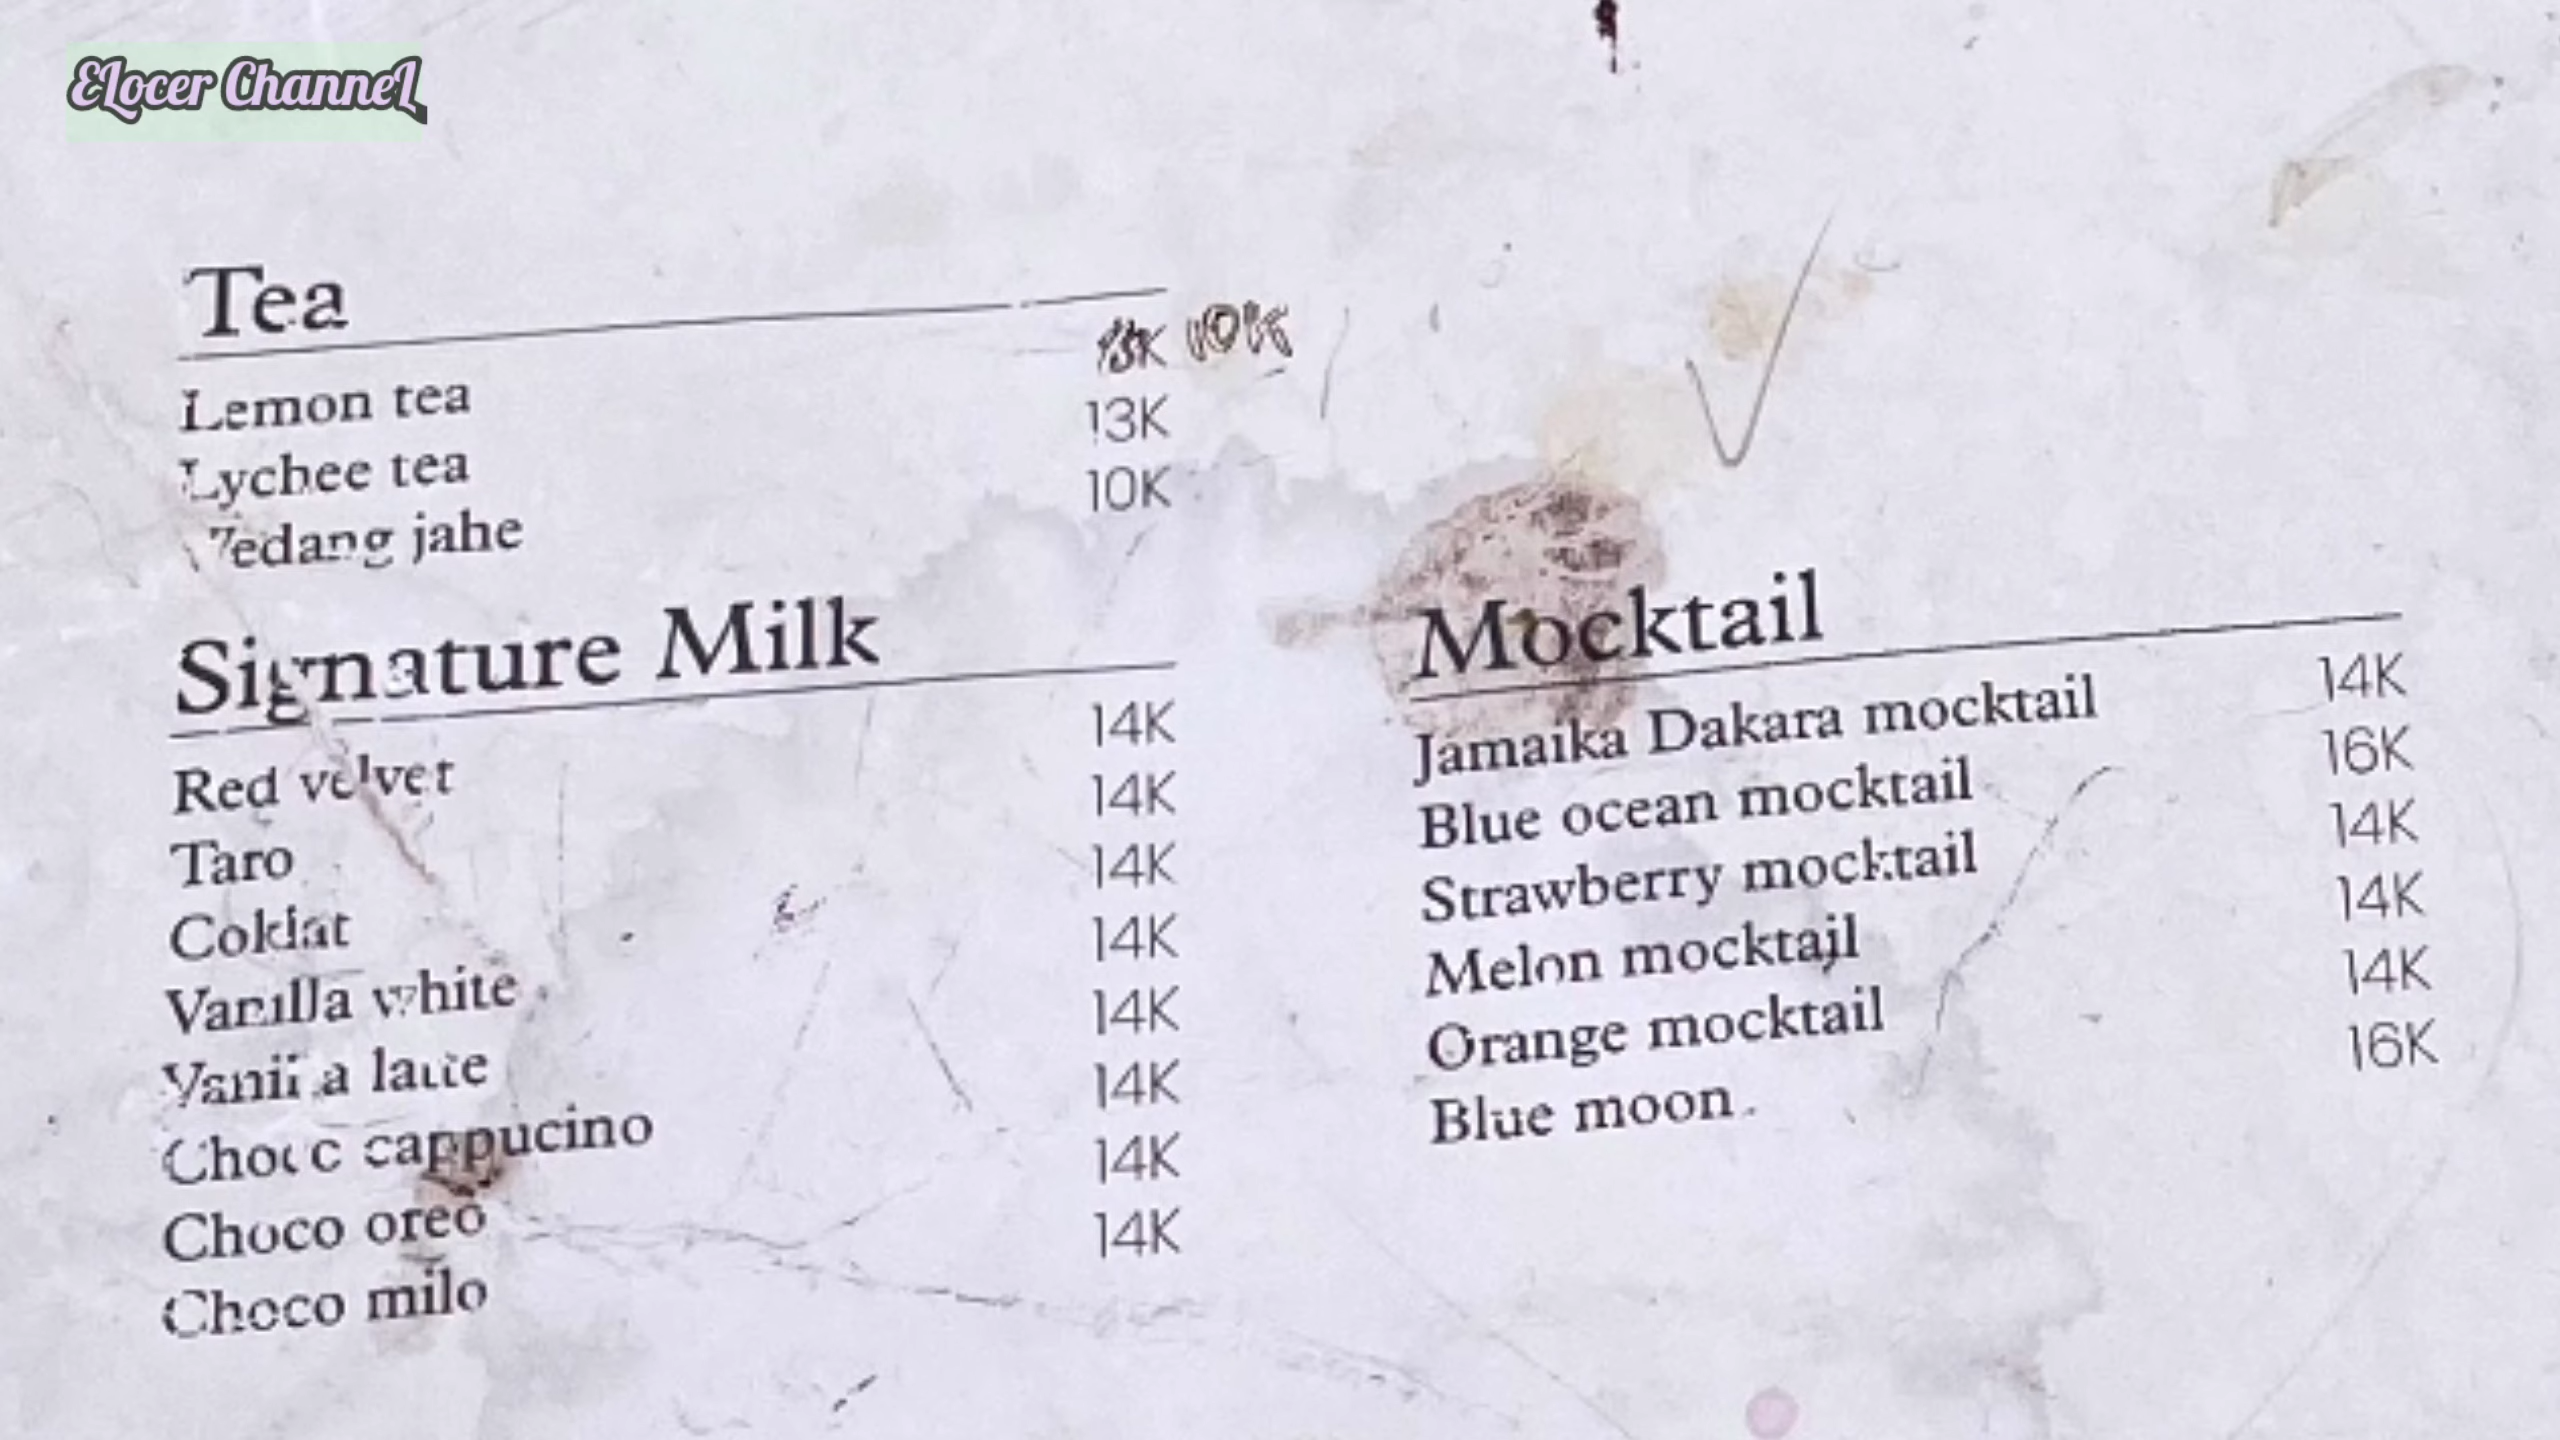 ELocer ChanneL
Tea
Lemon tea 13K 10K
Lychee tea 13K
Wedang jahe 10K
Signature Milk
Red velvet 14K
Taro 14K
Coklat 14K
Vanilla white 14K
Vanilla latte 14K
Choco cappucino 14K
Choco oreo 14K
Choco milo 14K
Mocktail
Jamaika Dakara mocktail 14K
Blue ocean mocktail 16K
Strawberry mocktail 14K
Melon mocktail 14K
Orange mocktail 14K
Blue moon 16K